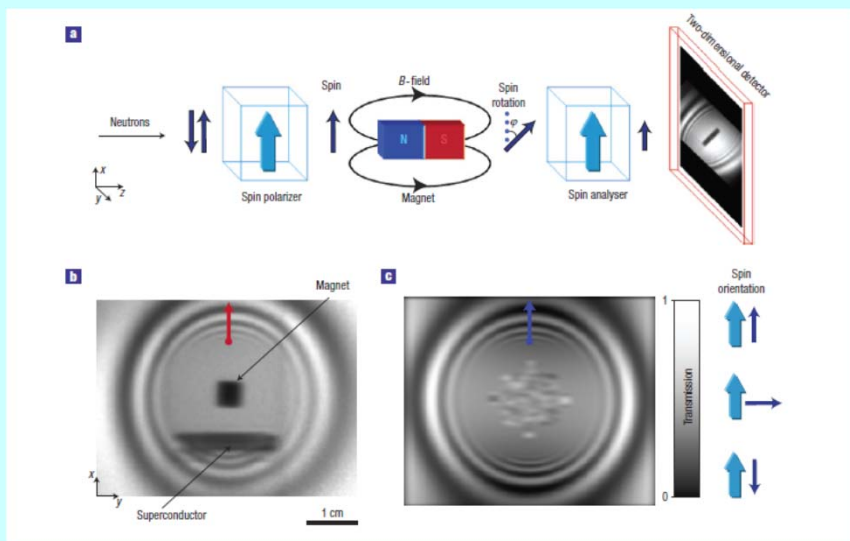 a
Neutrons
Spin polarizer
Spin
B-field
N S
Magnet
Spin
rotation
φ
Spin analyser
Two-dimensional detector
x
y
z
b
Magnet
Superconductor
x
y
1 cm
c
1
Transmission
0
Spin
orientation